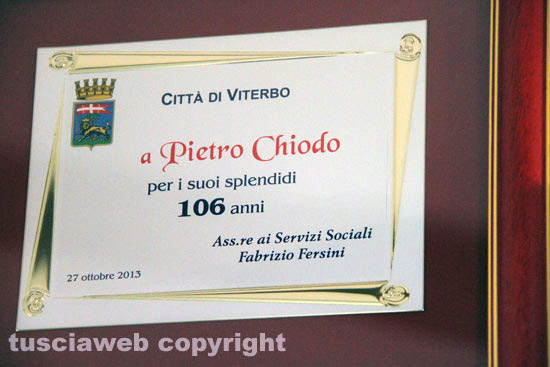 CITTÀ DI VITERBO
a Pietro Chiodo
per i suoi splendidi
106 anni
Ass.re ai Servizi Sociali
Fabrizio Fersini
27 ottobre 2013
tusciaweb copyright